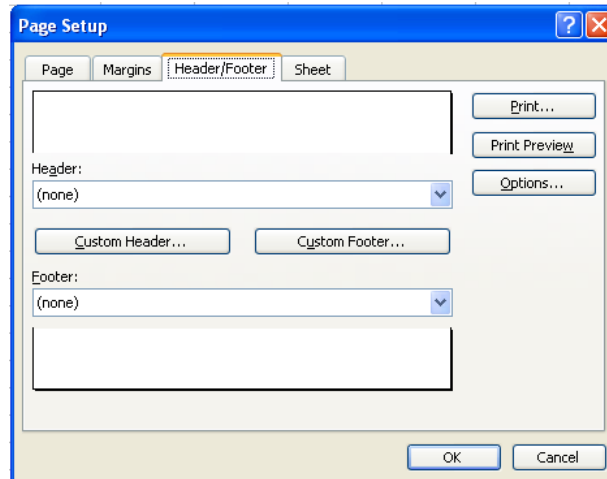 Page Setup
Page Margins Header/Footer Sheet
Print...
Print Preview
Header:
Options...
(none)
Custom Header... Custom Footer...
Footer:
(none)
OK Cancel